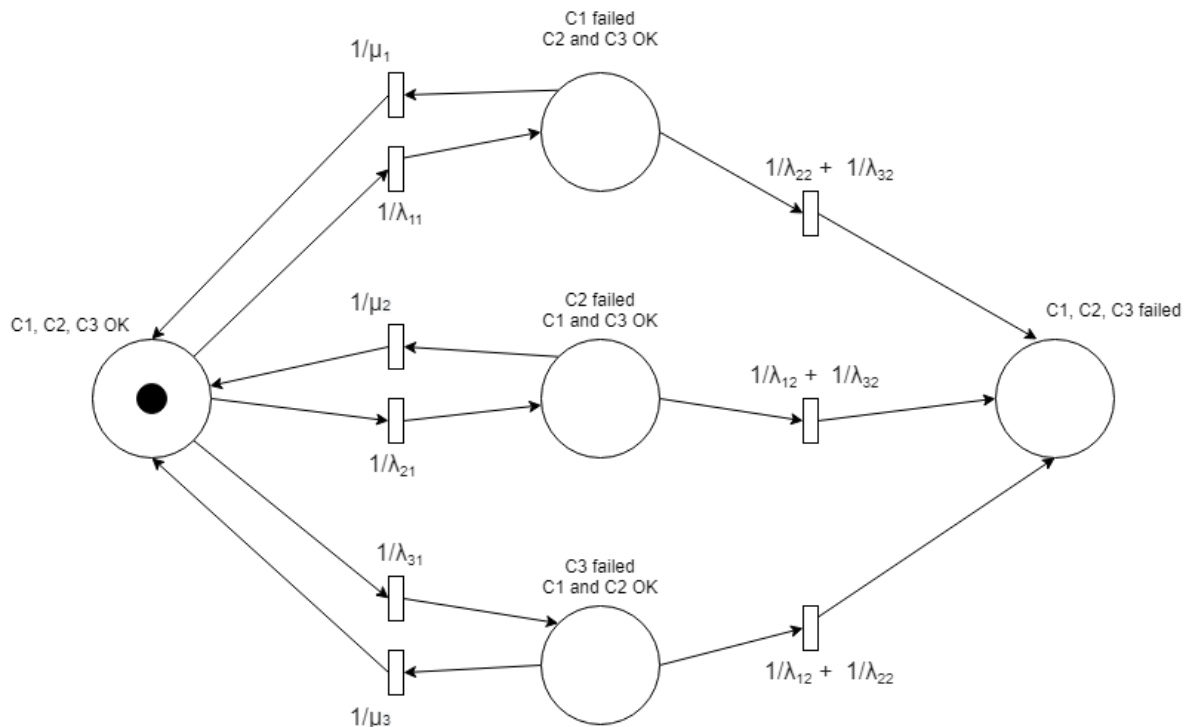 C1 failed
C2 and C3 OK
1/μ₁
1/λ₁₁
1/λ₂₂ + 1/λ₃₂
C1, C2, C3 OK
1/μ₂
1/λ₂₁
C2 failed
C1 and C3 OK
1/λ₁₂ + 1/λ₃₂
C1, C2, C3 failed
1/λ₃₁
1/μ₃
C3 failed
C1 and C2 OK
1/λ₁₂ + 1/λ₂₂